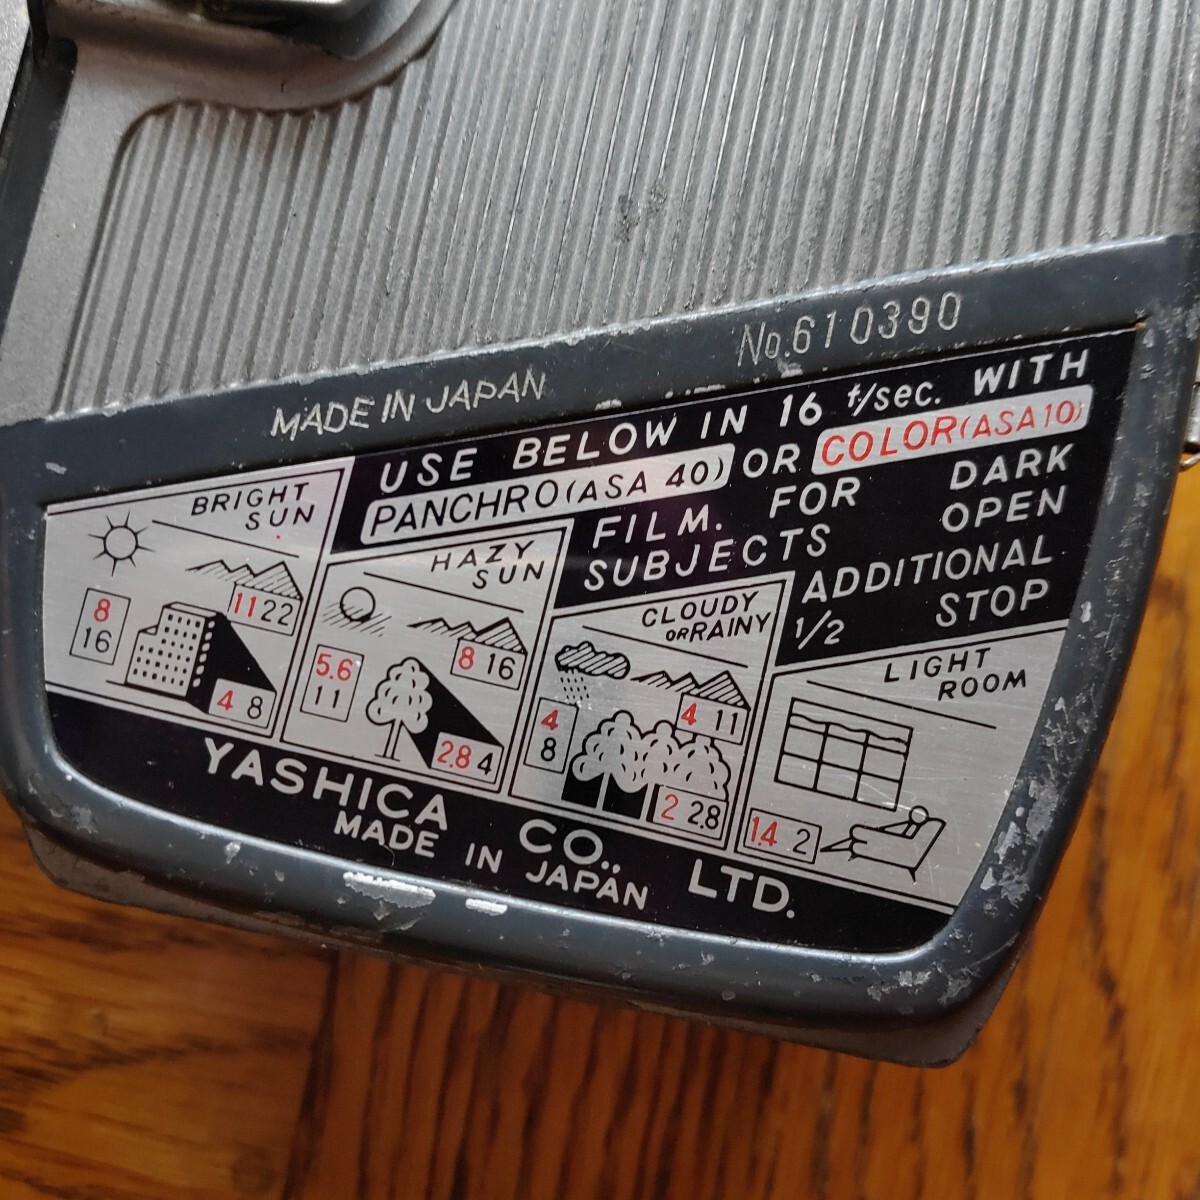 No.610390
MADE IN JAPAN
USE BELOW IN 16 f/sec. WITH
PANCHRO(ASA 40) OR COLOR(ASA10)
FILM. FOR DARK
SUBJECTS OPEN
ADDITIONAL
1/2 STOP
BRIGHT
SUN
11 22
8
16
4 8
HAZY
SUN
8 16
5.6
11
2.8 4
CLOUDY
OR RAINY
4 11
4
8
2 2.8
LIGHT
ROOM
1.4 2
YASHICA CO., LTD.
MADE IN JAPAN